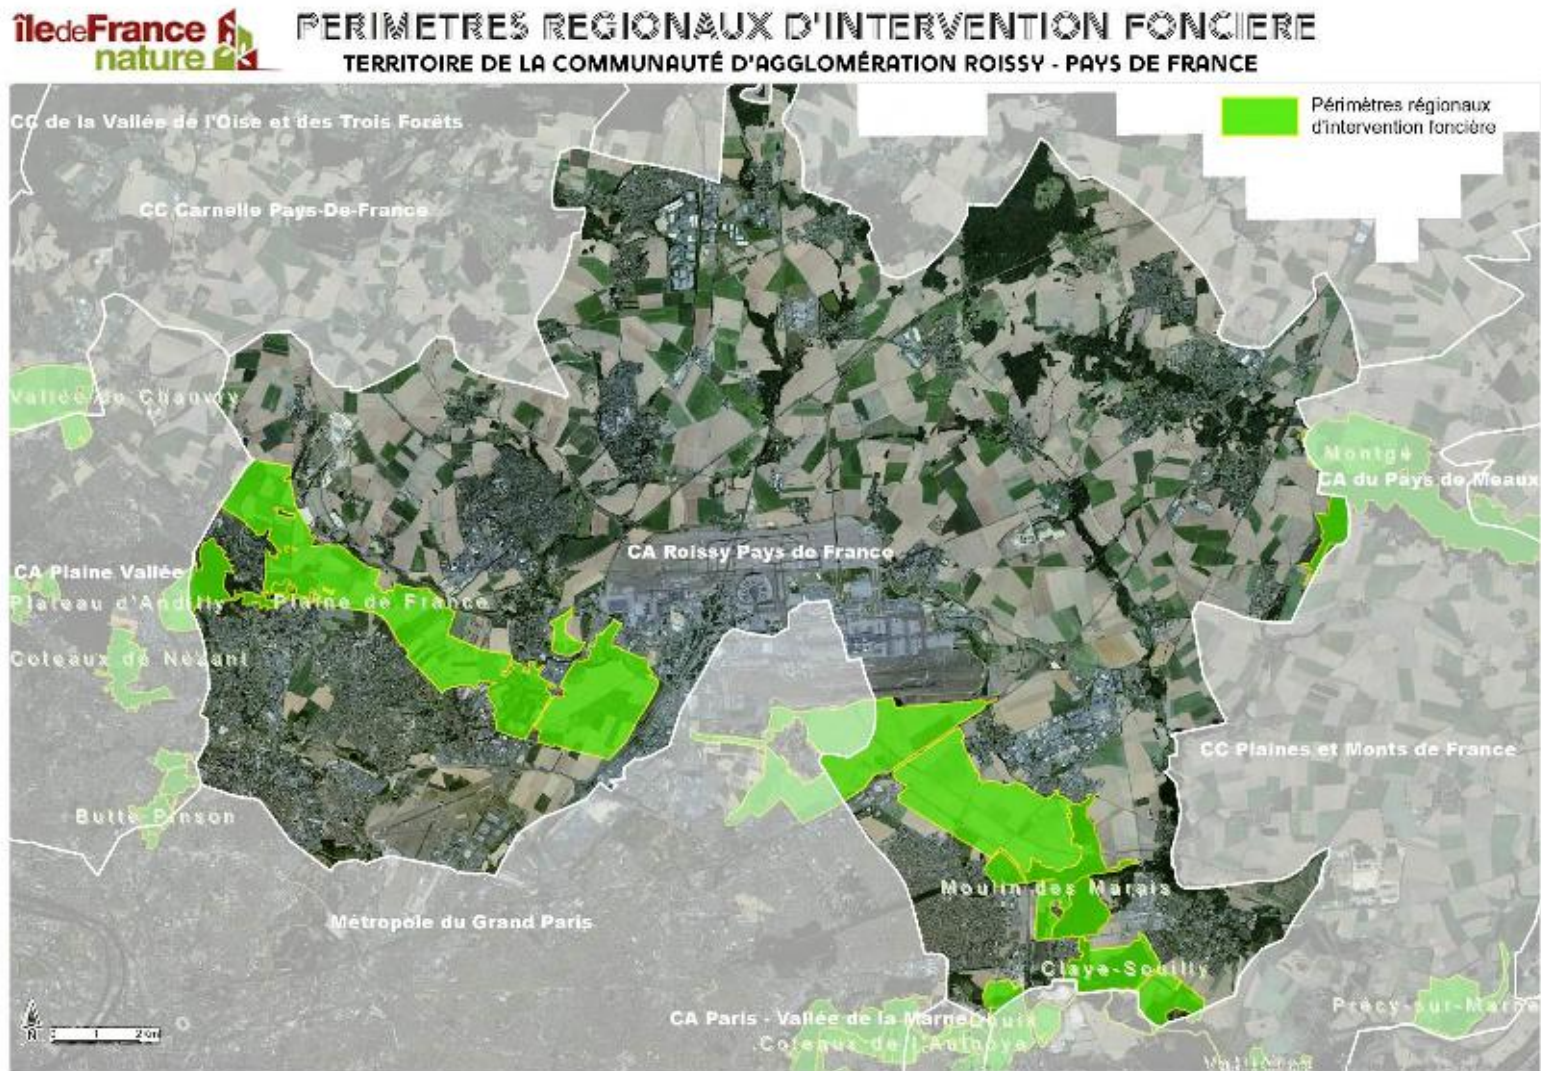 îledeFrance
nature
PERIMETRES REGIONAUX D'INTERVENTION FONCIERE
TERRITOIRE DE LA COMMUNAUTÉ D'AGGLOMÉRATION ROISSY - PAYS DE FRANCE
Périmètres régionaux
d'intervention foncière
CC de la Vallée de l'Oise et des Trois Forêts
CC Carnelle Pays-De-France
Vallée de Chauvry
Montgé
CA du Pays de Meaux
CA Roissy Pays de France
CA Plaine Vallée
Plateau d'Andilly
Plaine de France
Coteaux de Nézant
CC Plaines et Monts de France
Butte Pinson
Moulin des Marais
Métropole du Grand Paris
Claye-Souilly
Précy-sur-Marne
CA Paris - Vallée de la Marne
Coteaux de l'Aulnoye
N
0 1 2 Km